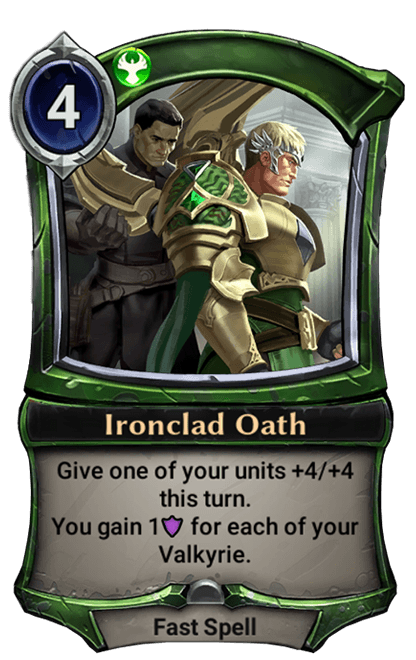 4
Ironclad Oath
Give one of your units +4/+4
this turn.
You gain 1 for each of your
Valkyrie.
Fast Spell